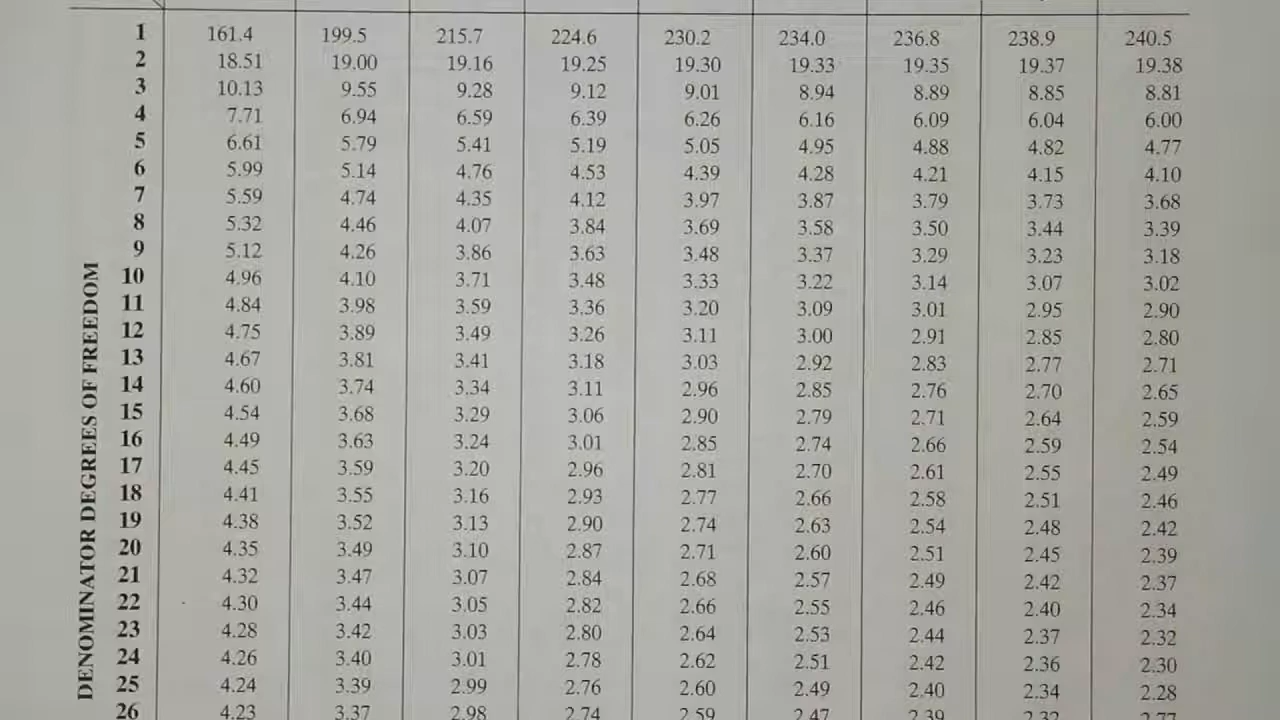 1 161.4 199.5 215.7 224.6 230.2 234.0 236.8 238.9 240.5
2 18.51 19.00 19.16 19.25 19.30 19.33 19.35 19.37 19.38
3 10.13 9.55 9.28 9.12 9.01 8.94 8.89 8.85 8.81
4 7.71 6.94 6.59 6.39 6.26 6.16 6.09 6.04 6.00
5 6.61 5.79 5.41 5.19 5.05 4.95 4.88 4.82 4.77
6 5.99 5.14 4.76 4.53 4.39 4.28 4.21 4.15 4.10
7 5.59 4.74 4.35 4.12 3.97 3.87 3.79 3.73 3.68
8 5.32 4.46 4.07 3.84 3.69 3.58 3.50 3.44 3.39
9 5.12 4.26 3.86 3.63 3.48 3.37 3.29 3.23 3.18
10 4.96 4.10 3.71 3.48 3.33 3.22 3.14 3.07 3.02
11 4.84 3.98 3.59 3.36 3.20 3.09 3.01 2.95 2.90
12 4.75 3.89 3.49 3.26 3.11 3.00 2.91 2.85 2.80
13 4.67 3.81 3.41 3.18 3.03 2.92 2.83 2.77 2.71
14 4.60 3.74 3.34 3.11 2.96 2.85 2.76 2.70 2.65
15 4.54 3.68 3.29 3.06 2.90 2.79 2.71 2.64 2.59
16 4.49 3.63 3.24 3.01 2.85 2.74 2.66 2.59 2.54
17 4.45 3.59 3.20 2.96 2.81 2.70 2.61 2.55 2.49
18 4.41 3.55 3.16 2.93 2.77 2.66 2.58 2.51 2.46
19 4.38 3.52 3.13 2.90 2.74 2.63 2.54 2.48 2.42
20 4.35 3.49 3.10 2.87 2.71 2.60 2.51 2.45 2.39
21 4.32 3.47 3.07 2.84 2.68 2.57 2.49 2.42 2.37
22 4.30 3.44 3.05 2.82 2.66 2.55 2.46 2.40 2.34
23 4.28 3.42 3.03 2.80 2.64 2.53 2.44 2.37 2.32
24 4.26 3.40 3.01 2.78 2.62 2.51 2.42 2.36 2.30
25 4.24 3.39 2.99 2.76 2.60 2.49 2.40 2.34 2.28
26 4.23 3.37 2.98 2.74 2.59 2.47 2.39
DENOMINATOR DEGREES OF FREEDOM